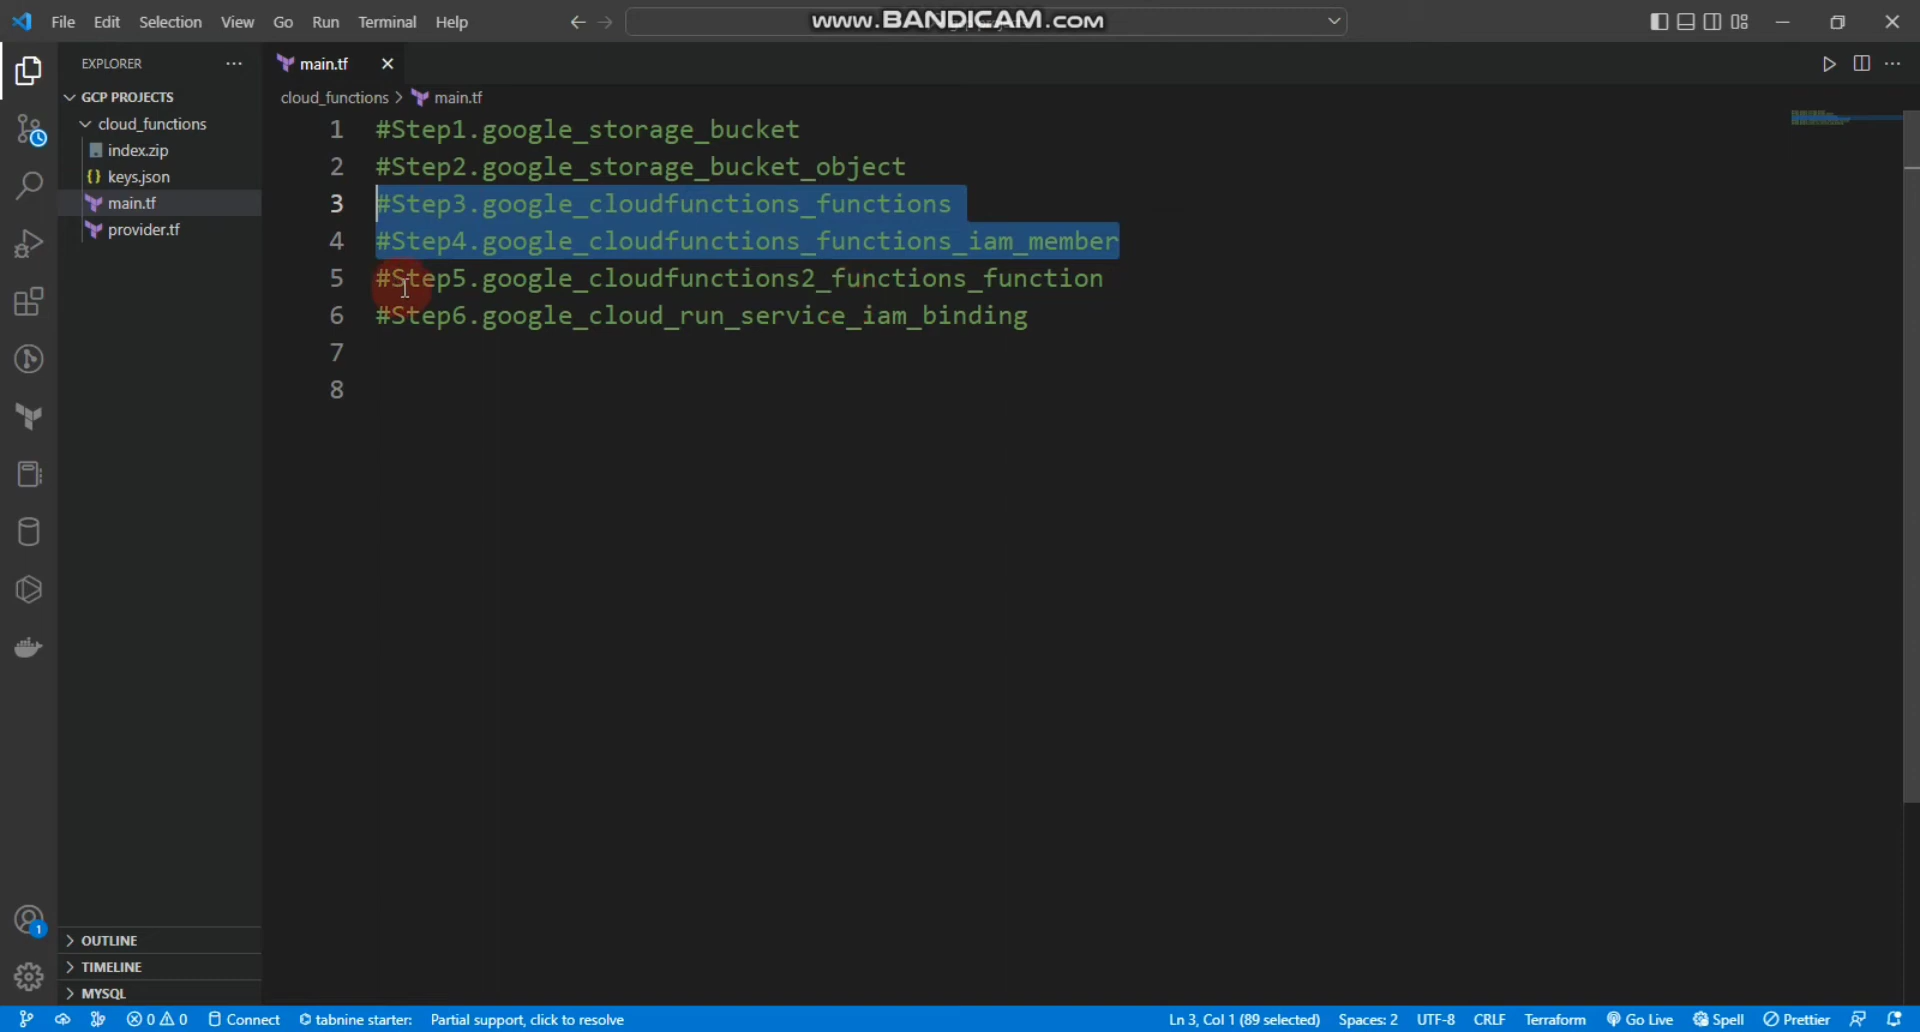 File Edit Selection View Go Run Terminal Help
www.BANDICAM.com
EXPLORER
main.tf
GCP PROJECTS
cloud_functions > main.tf
cloud_functions
index.zip
keys.json
main.tf
provider.tf
1 #Step1.google_storage_bucket
2 #Step2.google_storage_bucket_object
3 #Step3.google_cloudfunctions_functions
4 #Step4.google_cloudfunctions_functions_iam_member
5 #Step5.google_cloudfunctions2_functions_function
6 #Step6.google_cloud_run_service_iam_binding
7
8
1
OUTLINE
TIMELINE
MYSQL
0 0 Connect tabnine starter: Partial support, click to resolve Ln 3, Col 1 (89 selected) Spaces: 2 UTF-8 CRLF Terraform Go Live Spell Prettier